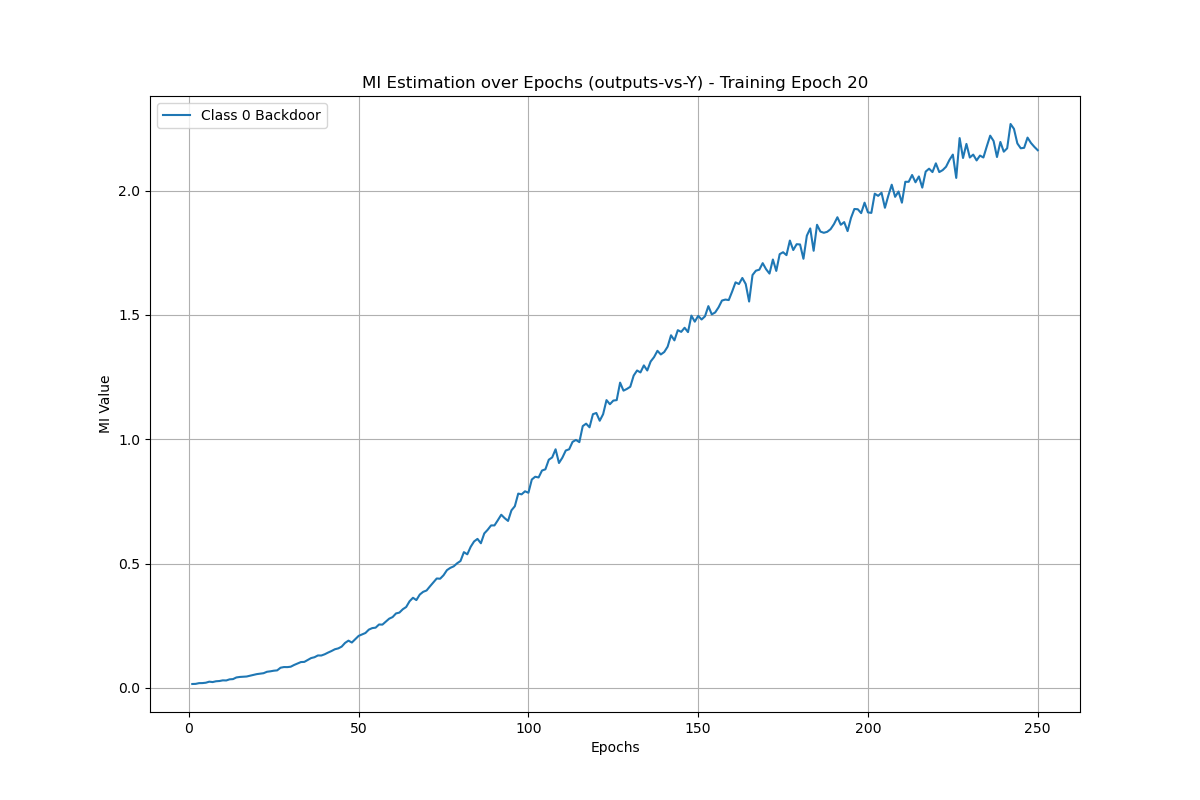 MI Estimation over Epochs (outputs-vs-Y) - Training Epoch 20
Class 0 Backdoor
2.0
1.5
1.0
0.5
0.0
MI Value
0 50 100 150 200 250
Epochs